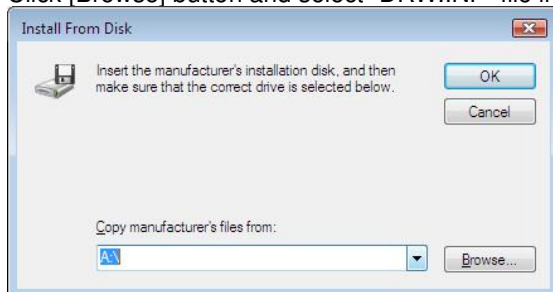 Install From Disk
Insert the manufacturer's installation disk, and then
make sure that the correct drive is selected below.
OK
Cancel
Copy manufacturer's files from:
A:\
Browse...